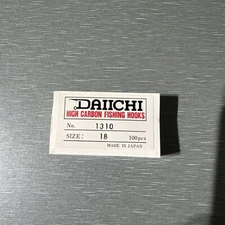 DAIICHI
HIGH CARBON FISHING HOOKS
No. 1310
SIZE: 18 100pcs
MADE IN JAPAN